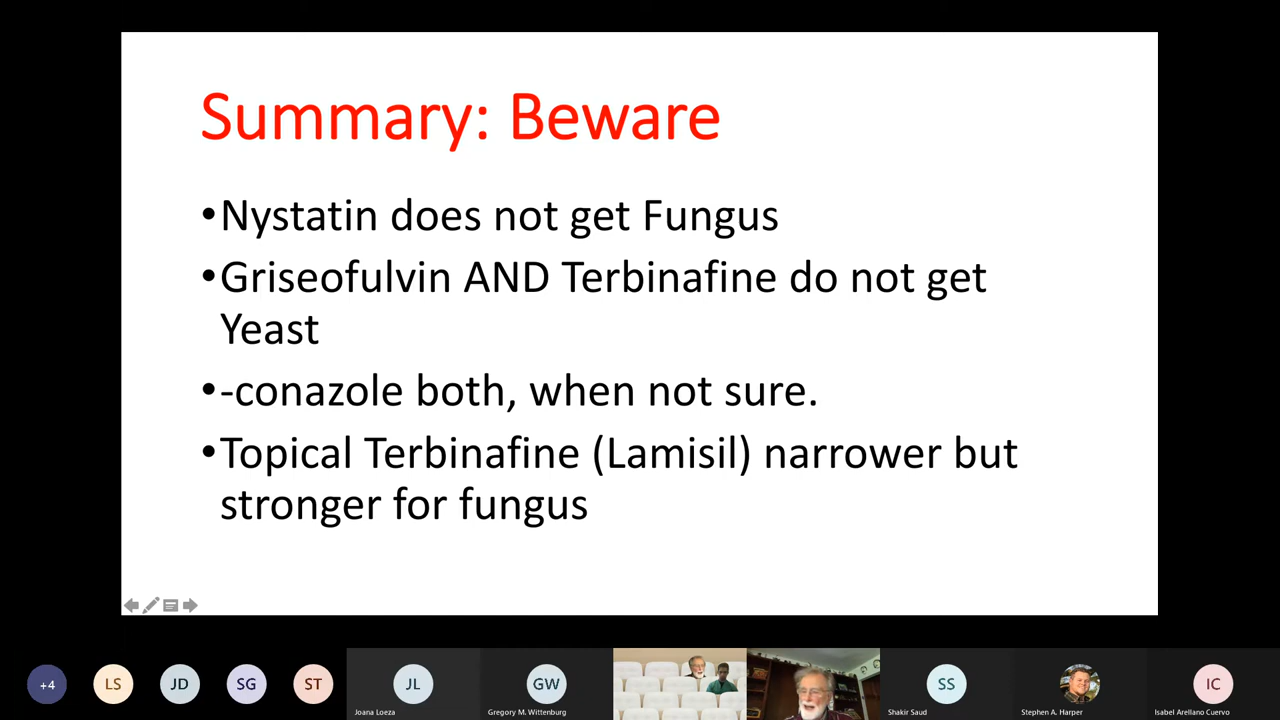 Summary: Beware
•Nystatin does not get Fungus
•Griseofulvin AND Terbinafine do not get
Yeast
•-conazole both, when not sure.
•Topical Terbinafine (Lamisil) narrower but
stronger for fungus
+4
LS
JD
SG
ST
JL
GW
SS
IC
Joana Loeza
Gregory M. Wittenburg
Shakir Saud
Stephen A. Harper
Isabel Arellano Cuervo